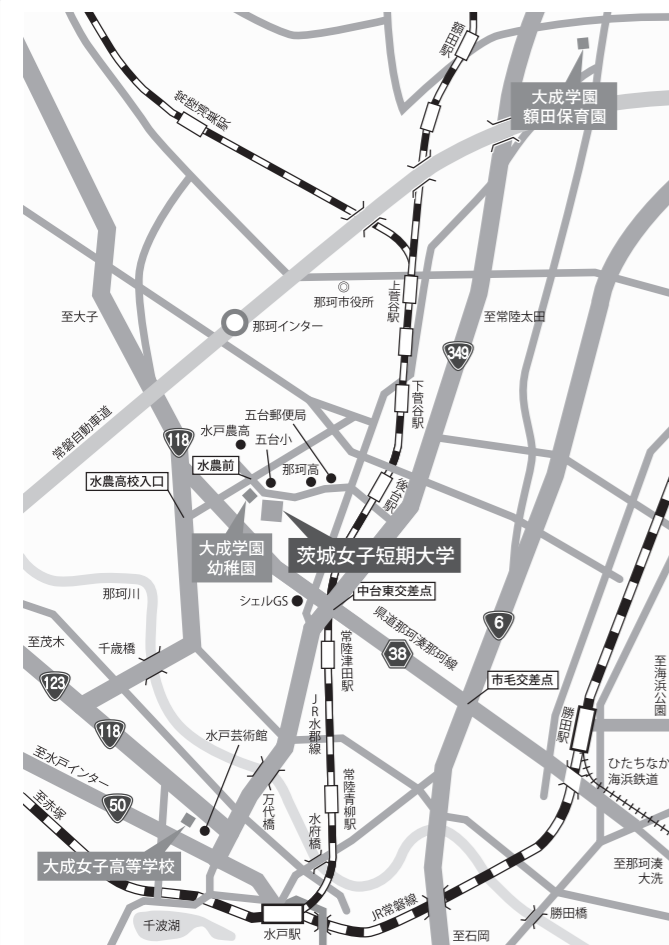 額田駅
大成学園
額田保育園
常陸鴻巣駅
那珂市役所
上菅谷駅
至大子
那珂インター
至常陸太田
349
下菅谷駅
常磐自動車道
118
五台郵便局
水戸農高
五台小
水農前
那珂高
水農高校入口
後台駅
大成学園
幼稚園
茨城女子短期大学
那珂川
シェルGS
中台東交差点
県道那珂湊那珂線
6
38
至茂木
千歳橋
常陸津田駅
至海浜公園
123
市毛交差点
118
JR水郡線
勝田駅
水戸芸術館
至水戸インター
ひたちなか
海浜鉄道
50
至赤塚
万代橋
常陸青柳駅
水府橋
大成女子高等学校
至那珂湊
大洗
JR常磐線
勝田橋
千波湖
水戸駅
至石岡